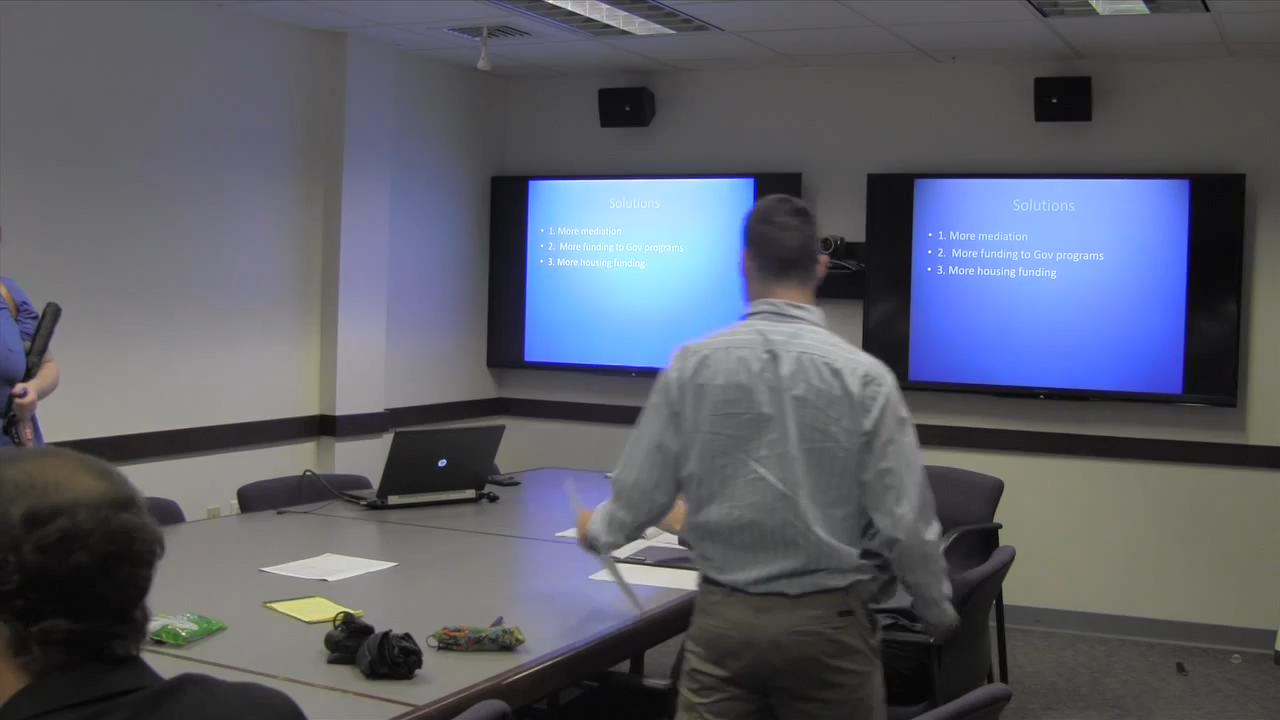 Solutions
• 1. More mediation
• 2. More funding to Gov programs
• 3. More housing funding
Solutions
• 1. More mediation
• 2. More funding to Gov programs
• 3. More housing funding
hp